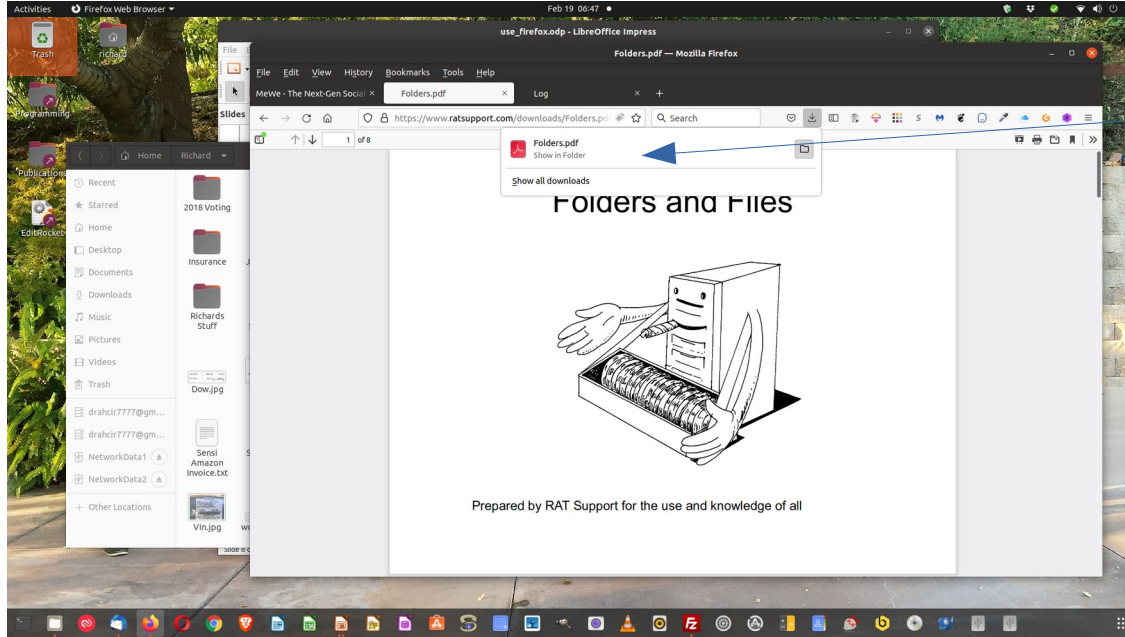 Activities Firefox Web Browser Feb 19 06:47
Trash
richard
Programming
Publication
EditRocket
use_firefox.odp - LibreOffice Impress
File
Slides
Folders.pdf — Mozilla Firefox
File Edit View History Bookmarks Tools Help
MeWe - The Next-Gen Social × Folders.pdf × Log × +
https://www.ratsupport.com/downloads/Folders.pd Search
1 of 8
Folders.pdf
Show in Folder
Show all downloads
Home Richard
Recent
Starred
Home
Desktop
Documents
Downloads
Music
Pictures
Videos
Trash
drahcir7777@gm...
drahcir7777@gm...
NetworkData1
NetworkData2
+ Other Locations
2018 Voting
Insurance
Richards
Stuff
Dow.jpg
Sensi
Amazon
Invoice.txt
Vin.jpg
Folders and Files
Prepared by RAT Support for the use and knowledge of all